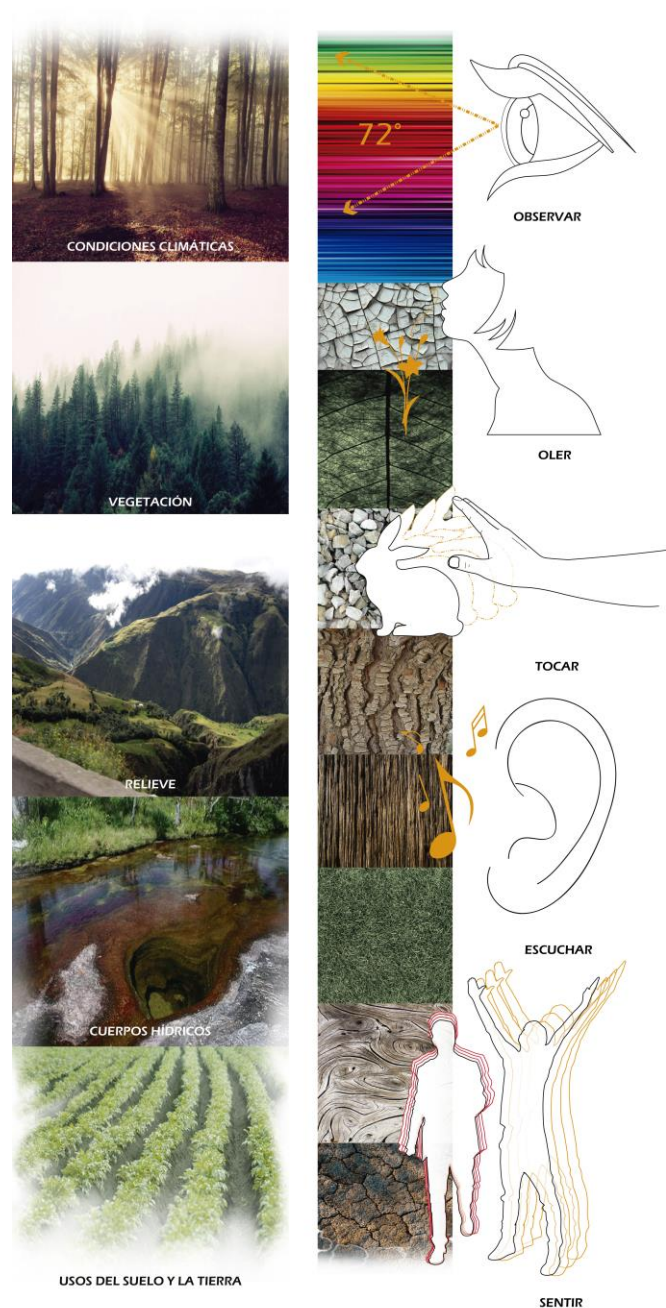 CONDICIONES CLIMÁTICAS
VEGETACIÓN
RELIEVE
CUERPOS HÍDRICOS
USOS DEL SUELO Y LA TIERRA
72°
OBSERVAR
OLER
TOCAR
ESCUCHAR
SENTIR